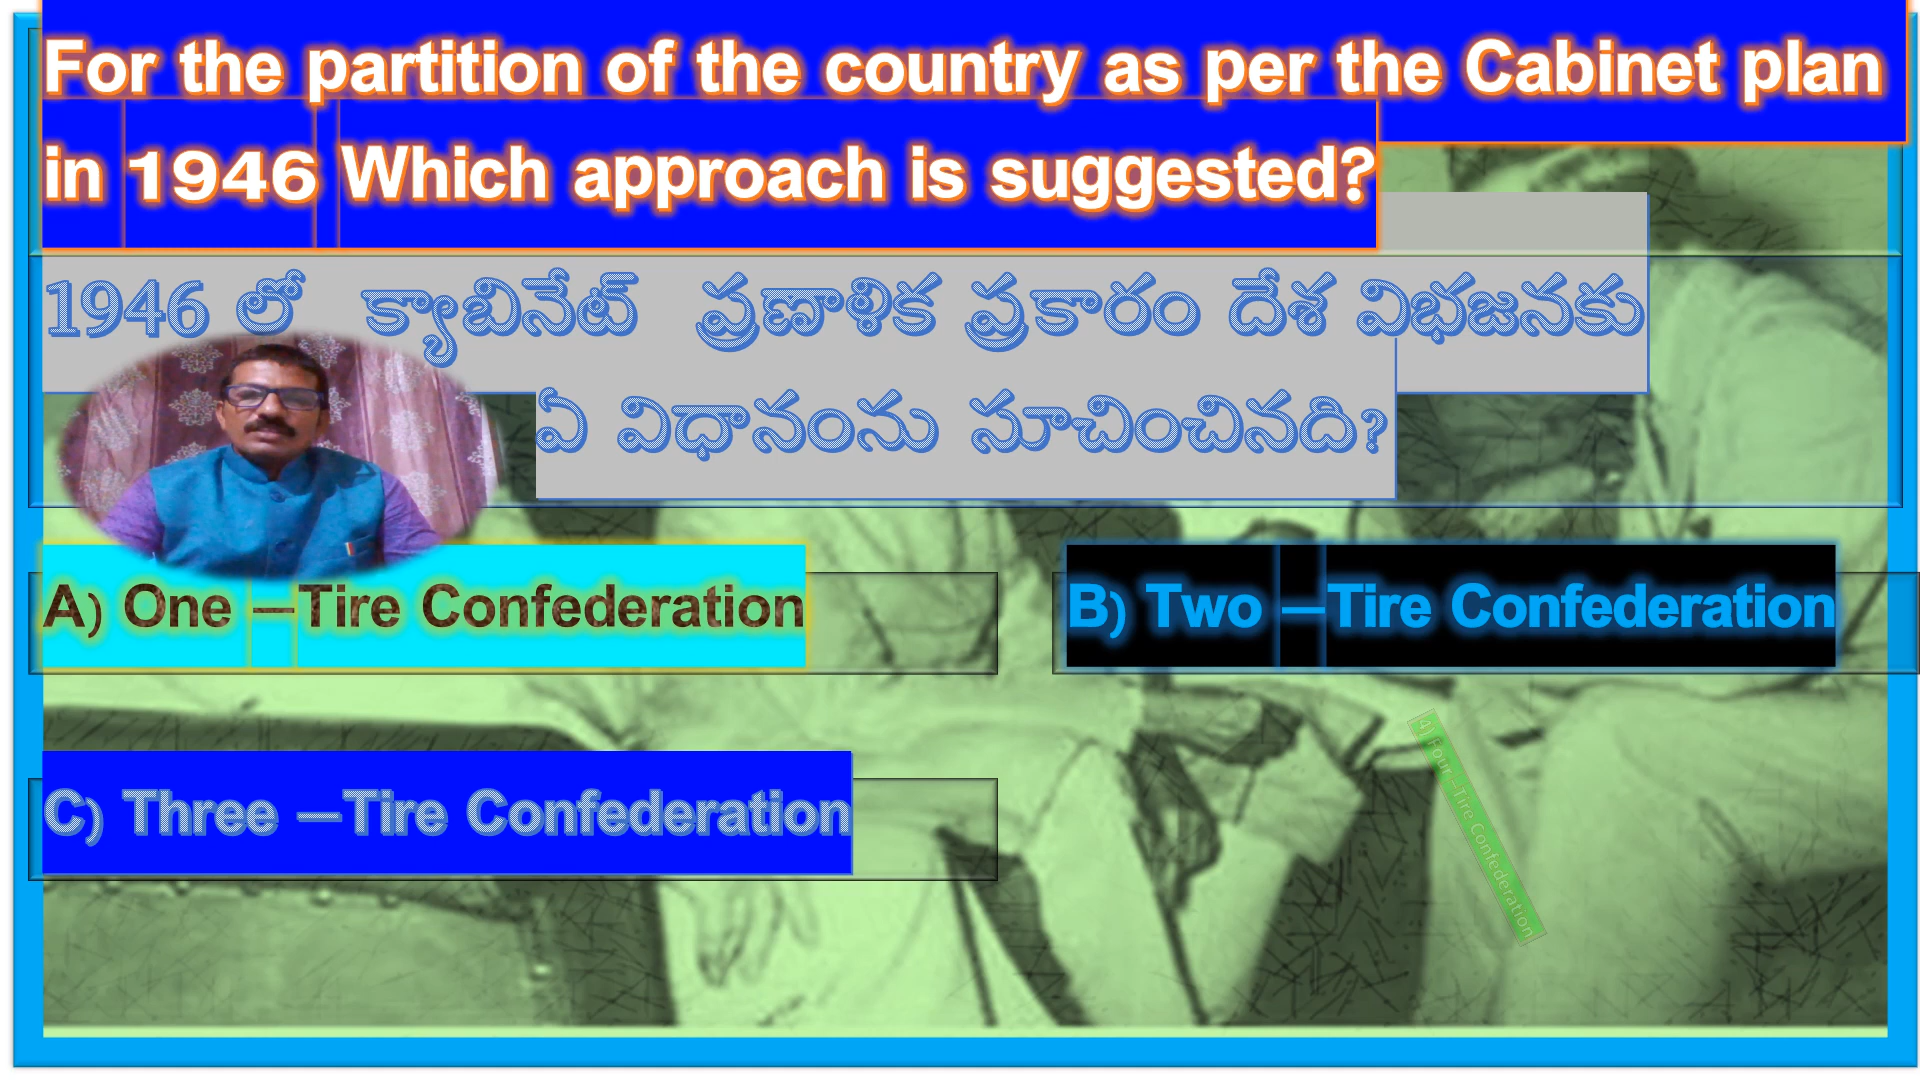 For the partition of the country as per the Cabinet plan
in 1946 Which approach is suggested?
1946 లో క్యాబినేట్ ప్రణాళిక ప్రకారం దేశ విభజనకు
ఏ విధానంను సూచించినది?
A) One –Tire Confederation
B) Two –Tire Confederation
C) Three –Tire Confederation
4) Four–Tire Confederation